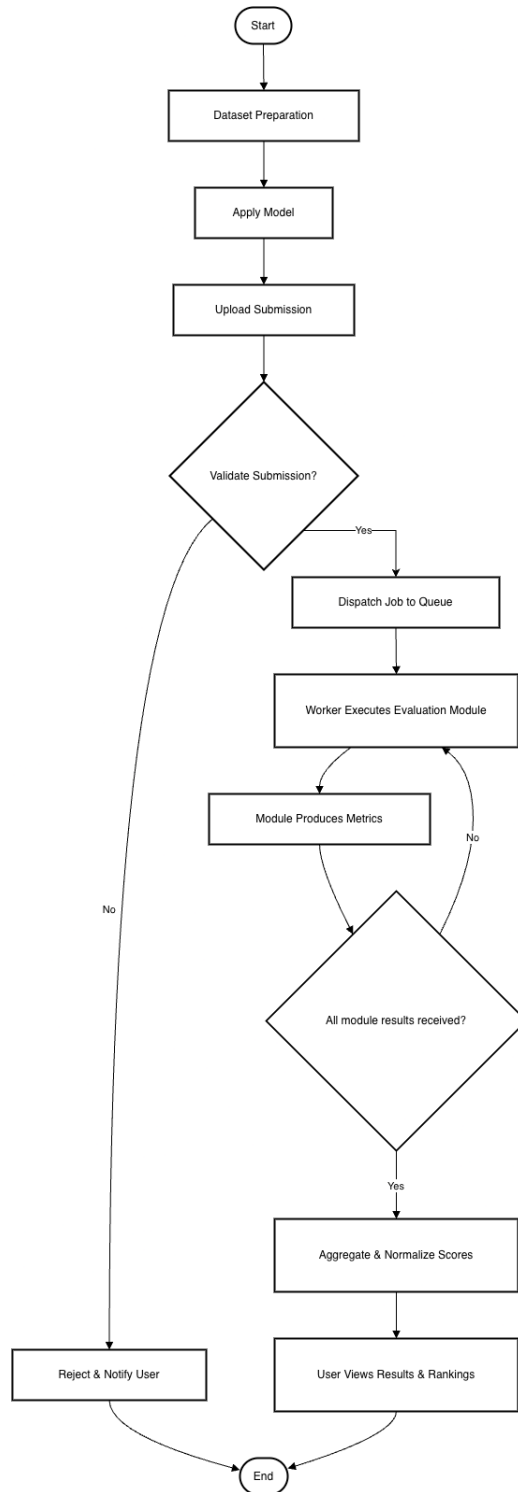 Start
Dataset Preparation
Apply Model
Upload Submission
Validate Submission?
Yes
Dispatch Job to Queue
Worker Executes Evaluation Module
Module Produces Metrics
No
No
All module results received?
Yes
Aggregate & Normalize Scores
Reject & Notify User
User Views Results & Rankings
End